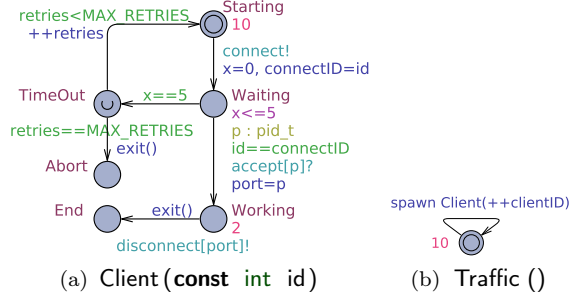 Starting
10
retries<MAX_RETRIES
++retries
connect!
x=0, connectID=id
TimeOut
x==5
Waiting
x<=5
p : pid_t
id==connectID
accept[p]?
port=p
retries==MAX_RETRIES
exit()
Abort
End
exit()
Working
2
disconnect[port]!
spawn Client(++clientID)
10
(a) Client (const int id)
(b) Traffic ()